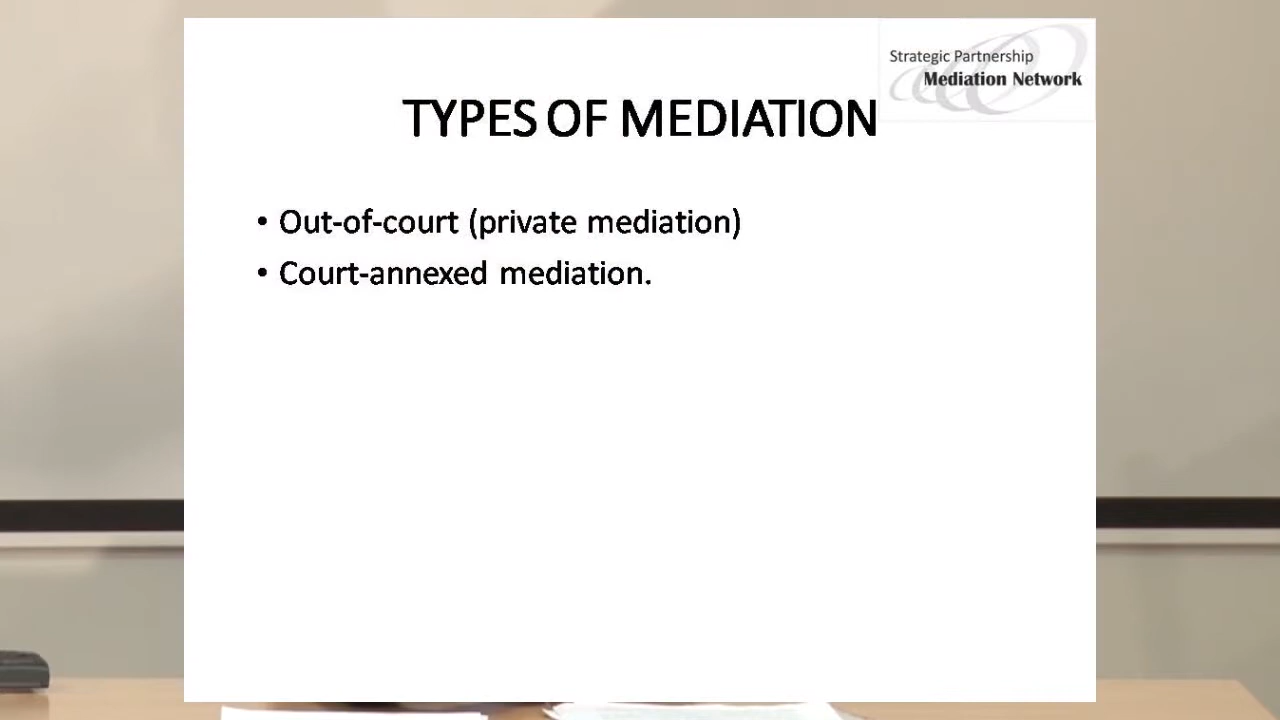 Strategic Partnership
Mediation Network
TYPES OF MEDIATION
• Out-of-court (private mediation)
• Court-annexed mediation.